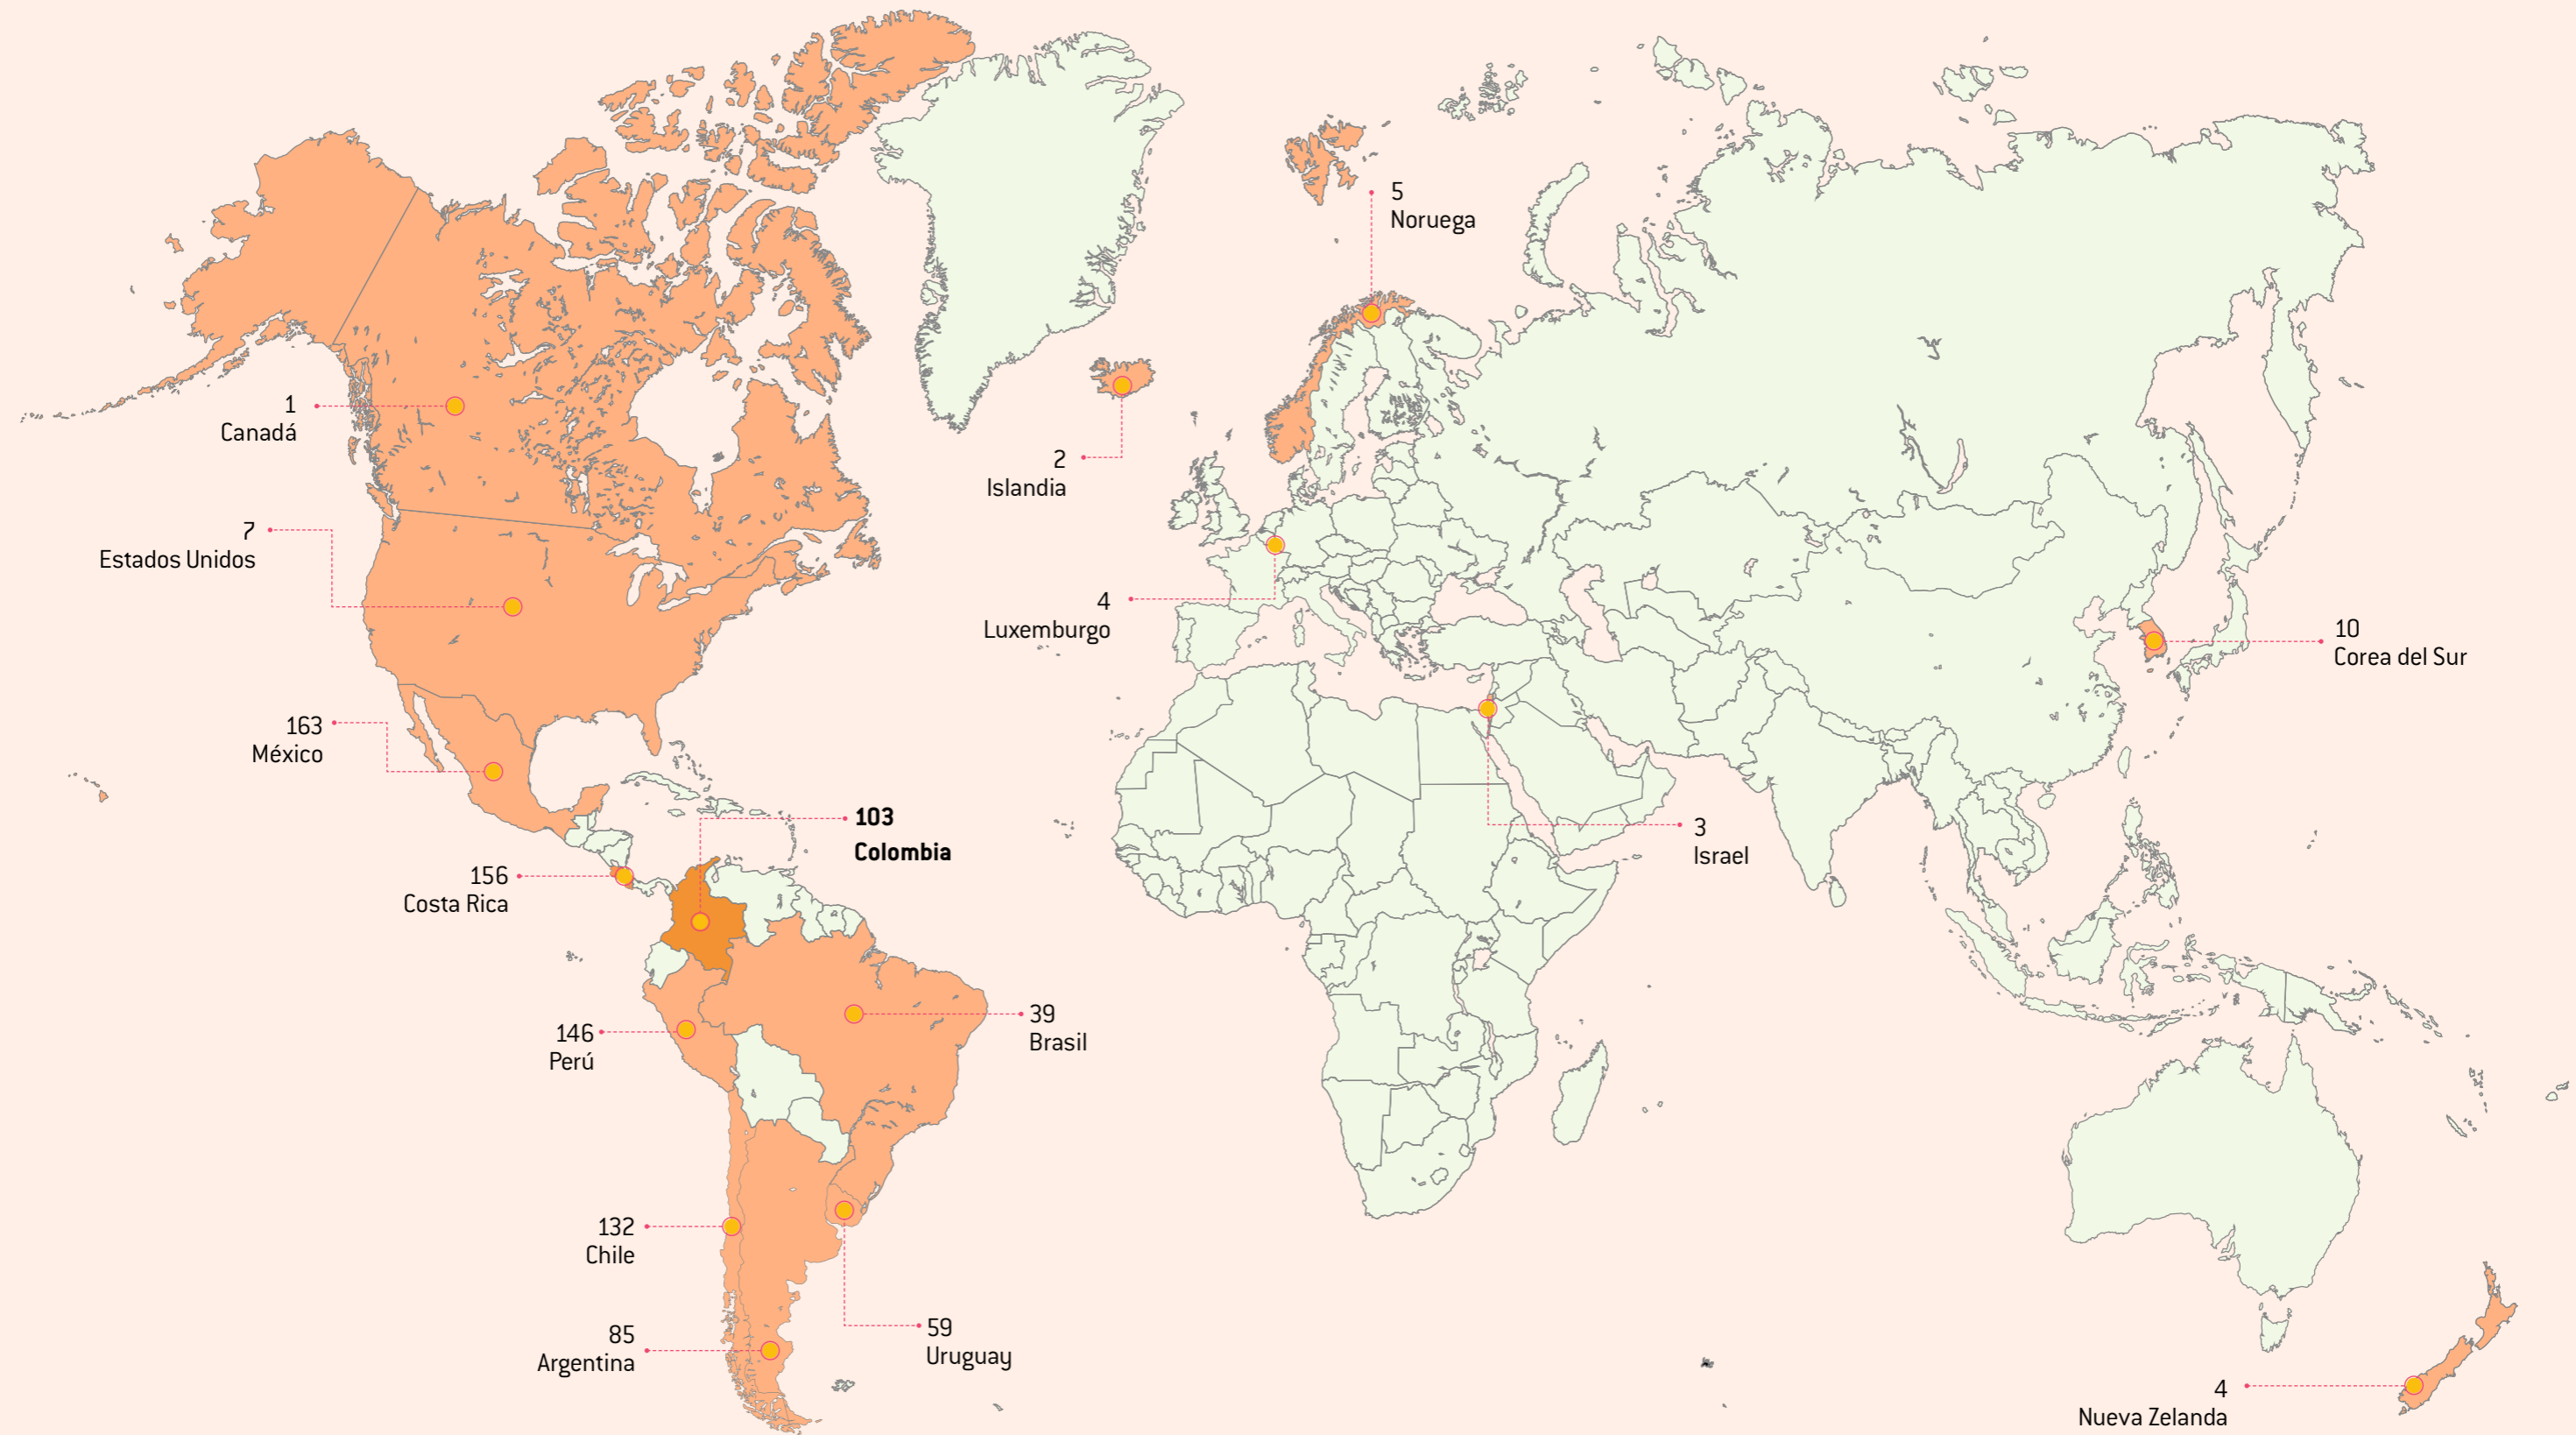 5
Noruega
1
Canadá
2
Islandia
7
Estados Unidos
4
Luxemburgo
10
Corea del Sur
163
México
103
Colombia
3
Israel
156
Costa Rica
39
Brasil
146
Perú
132
Chile
85
Argentina
59
Uruguay
4
Nueva Zelanda